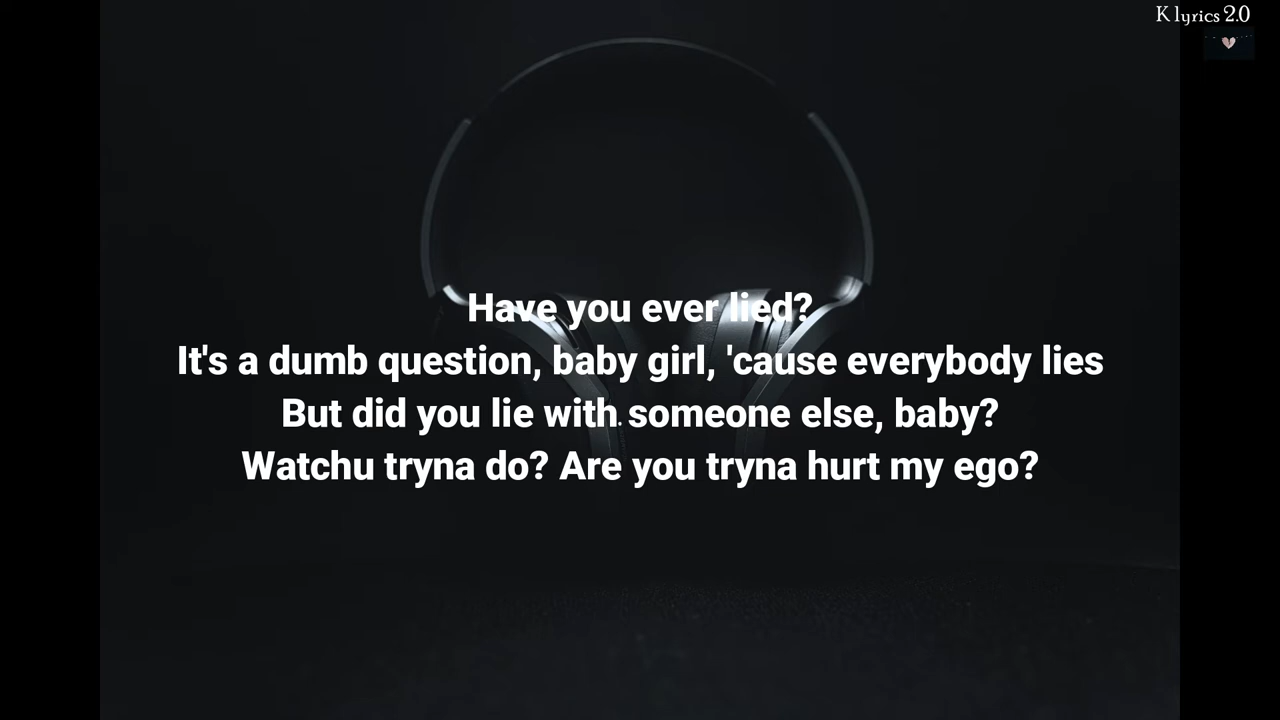 K lyrics 2.0
Have you ever lied?
It's a dumb question, baby girl, 'cause everybody lies
But did you lie with someone else, baby?
Watchu tryna do? Are you tryna hurt my ego?